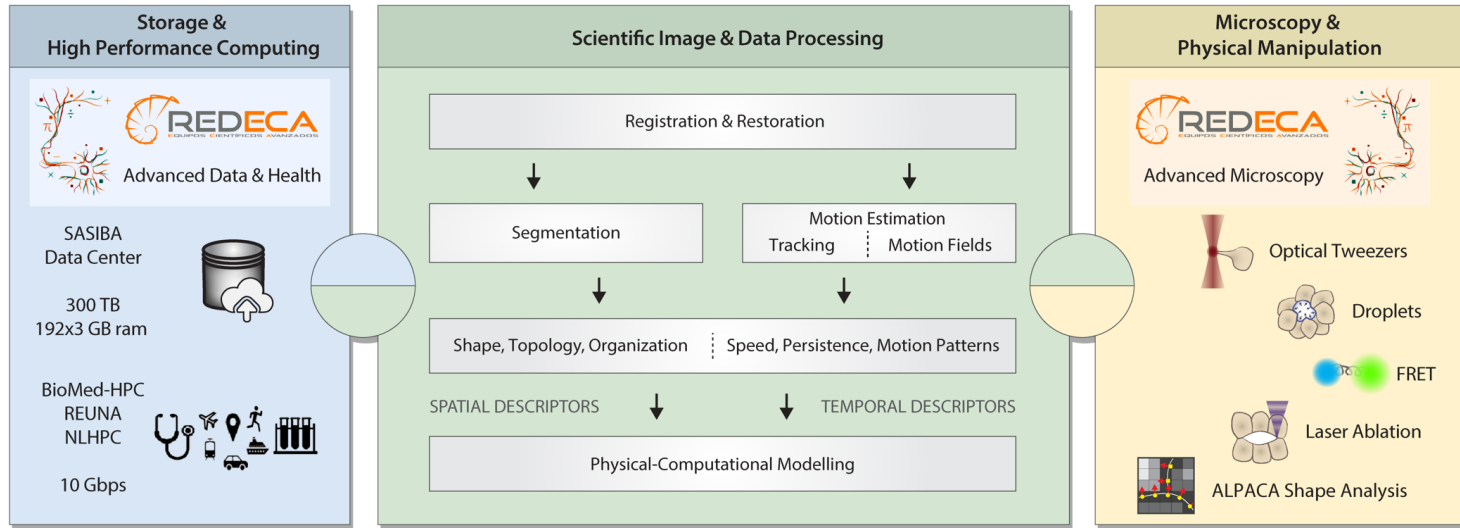 Storage &
High Performance Computing
REDECA
EQUIPOS CIENTÍFICOS AVANZADOS
π
Advanced Data & Health
SASIBA
Data Center
300 TB
192x3 GB ram
BioMed-HPC
REUNA
NLHPC
10 Gbps
Scientific Image & Data Processing
Registration & Restoration
Segmentation
Motion Estimation
Tracking
Motion Fields
Shape, Topology, Organization
Speed, Persistence, Motion Patterns
SPATIAL DESCRIPTORS
TEMPORAL DESCRIPTORS
Physical-Computational Modelling
Microscopy &
Physical Manipulation
REDECA
EQUIPOS CIENTÍFICOS AVANZADOS
π
Advanced Microscopy
Optical Tweezers
Droplets
FRET
Laser Ablation
ALPACA Shape Analysis